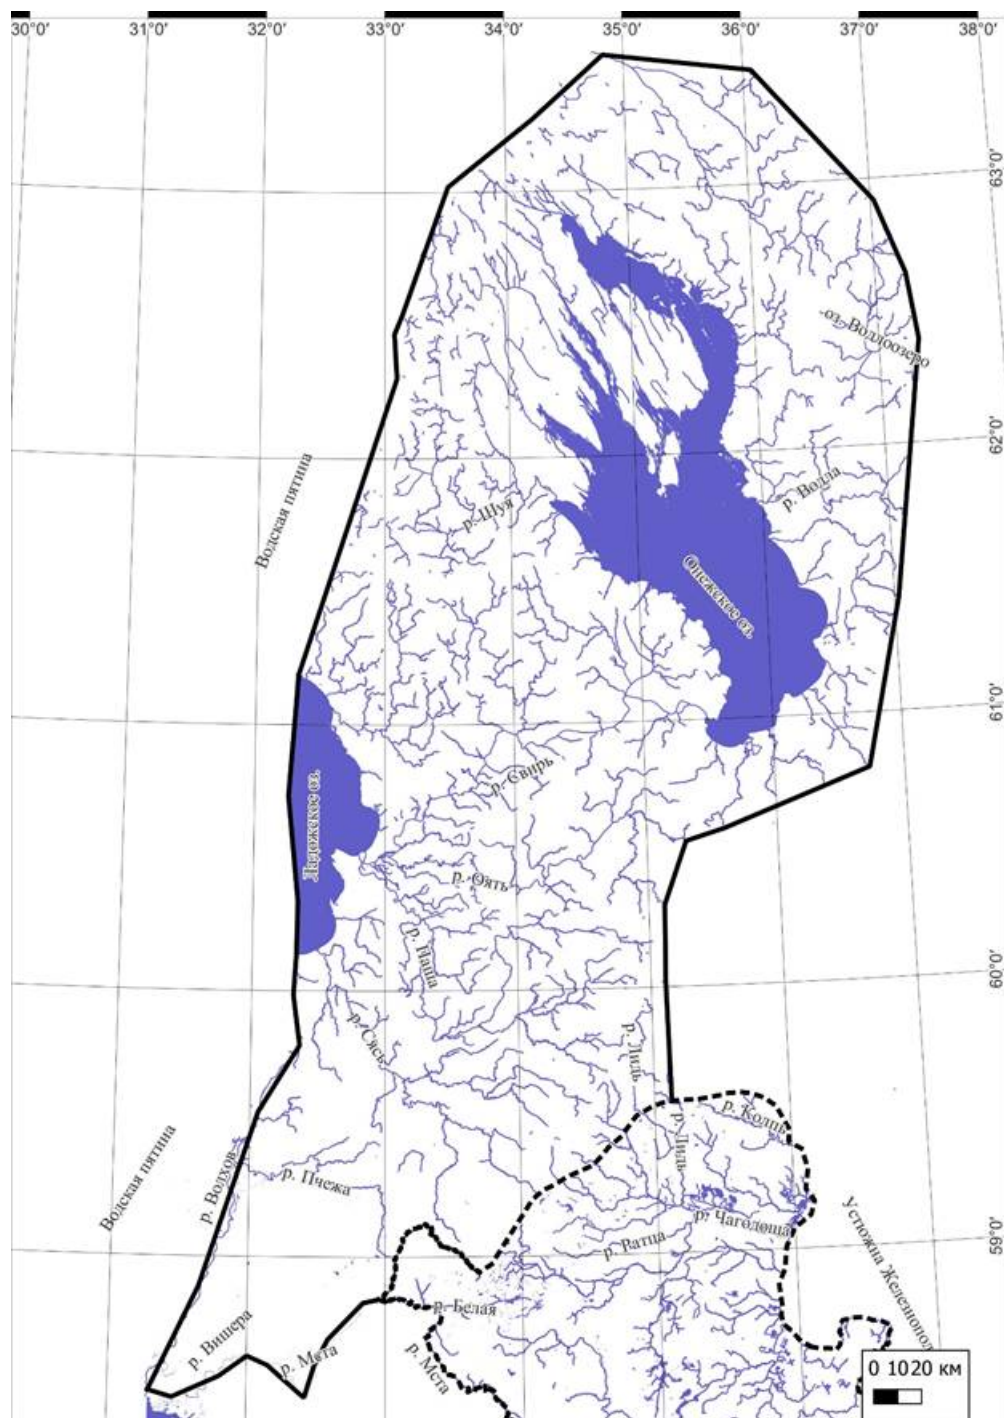 30°0' 31°0' 32°0' 33°0' 34°0' 35°0' 36°0' 37°0' 38°0'
63°0'
оз. Водлоозеро
62°0'
Водская пятина
р. Шуя
р. Водла
Онежское оз.
61°0'
р. Свирь
Ладожское оз.
р. Оять
р. Паша
60°0'
р. Сясь
р. Лидь
р. Колпь
р. Лидь
Водская пятина
р. Волхов
р. Пчежа
р. Чагодоща
Устюжна Железнопол
р. Ратца
59°0'
р. Белая
р. Вишера
р. Мста
р. Мста
0 1020 км